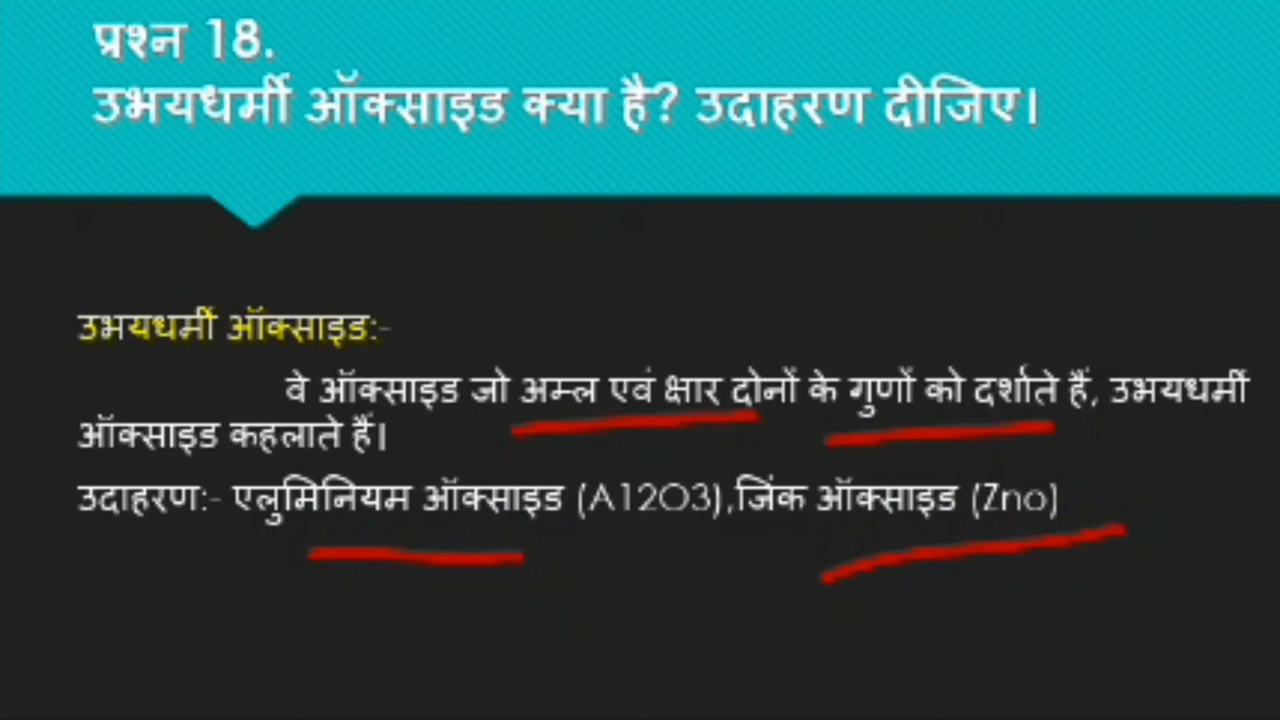 प्रश्न 18.
उभयधर्मी ऑक्साइड क्या है? उदाहरण दीजिए।
उभयधर्मी ऑक्साइड:-
वे ऑक्साइड जो अम्ल एवं क्षार दोनों के गुणों को दर्शाते हैं, उभयधर्मी
ऑक्साइड कहलाते हैं।
उदाहरण:- एलुमिनियम ऑक्साइड (A12O3),जिंक ऑक्साइड (Zno)